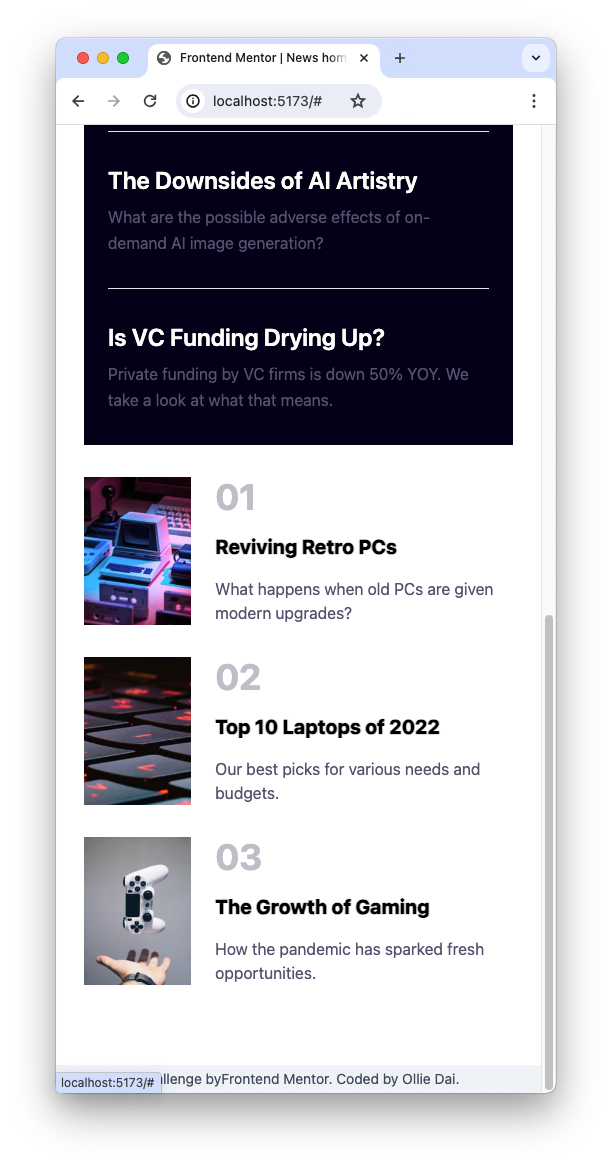 Frontend Mentor | News hom
localhost:5173/#
The Downsides of AI Artistry
What are the possible adverse effects of on-
demand AI image generation?
Is VC Funding Drying Up?
Private funding by VC firms is down 50% YOY. We
take a look at what that means.
01
Reviving Retro PCs
What happens when old PCs are given
modern upgrades?
02
Top 10 Laptops of 2022
Our best picks for various needs and
budgets.
03
The Growth of Gaming
How the pandemic has sparked fresh
opportunities.
localhost:5173/#
allenge byFrontend Mentor. Coded by Ollie Dai.